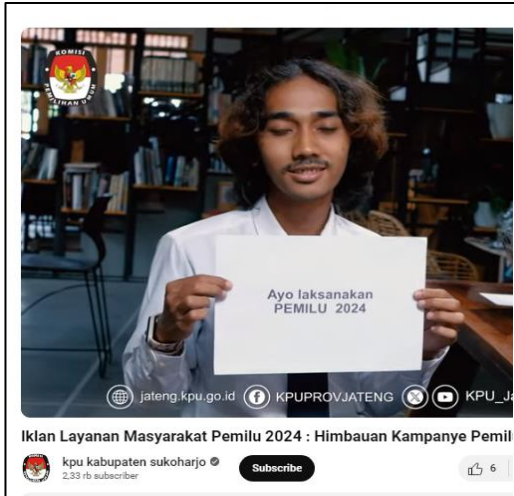 KOMISI
PEMILIHAN UMUM
Ayo laksanakan
PEMILU 2024
jateng.kpu.go.id KPUPROVJATENG KPU_Ja
Iklan Layanan Masyarakat Pemilu 2024 : Himbauan Kampanye Pemil
kpu kabupaten sukoharjo
2,33 rb subscriber
Subscribe
6